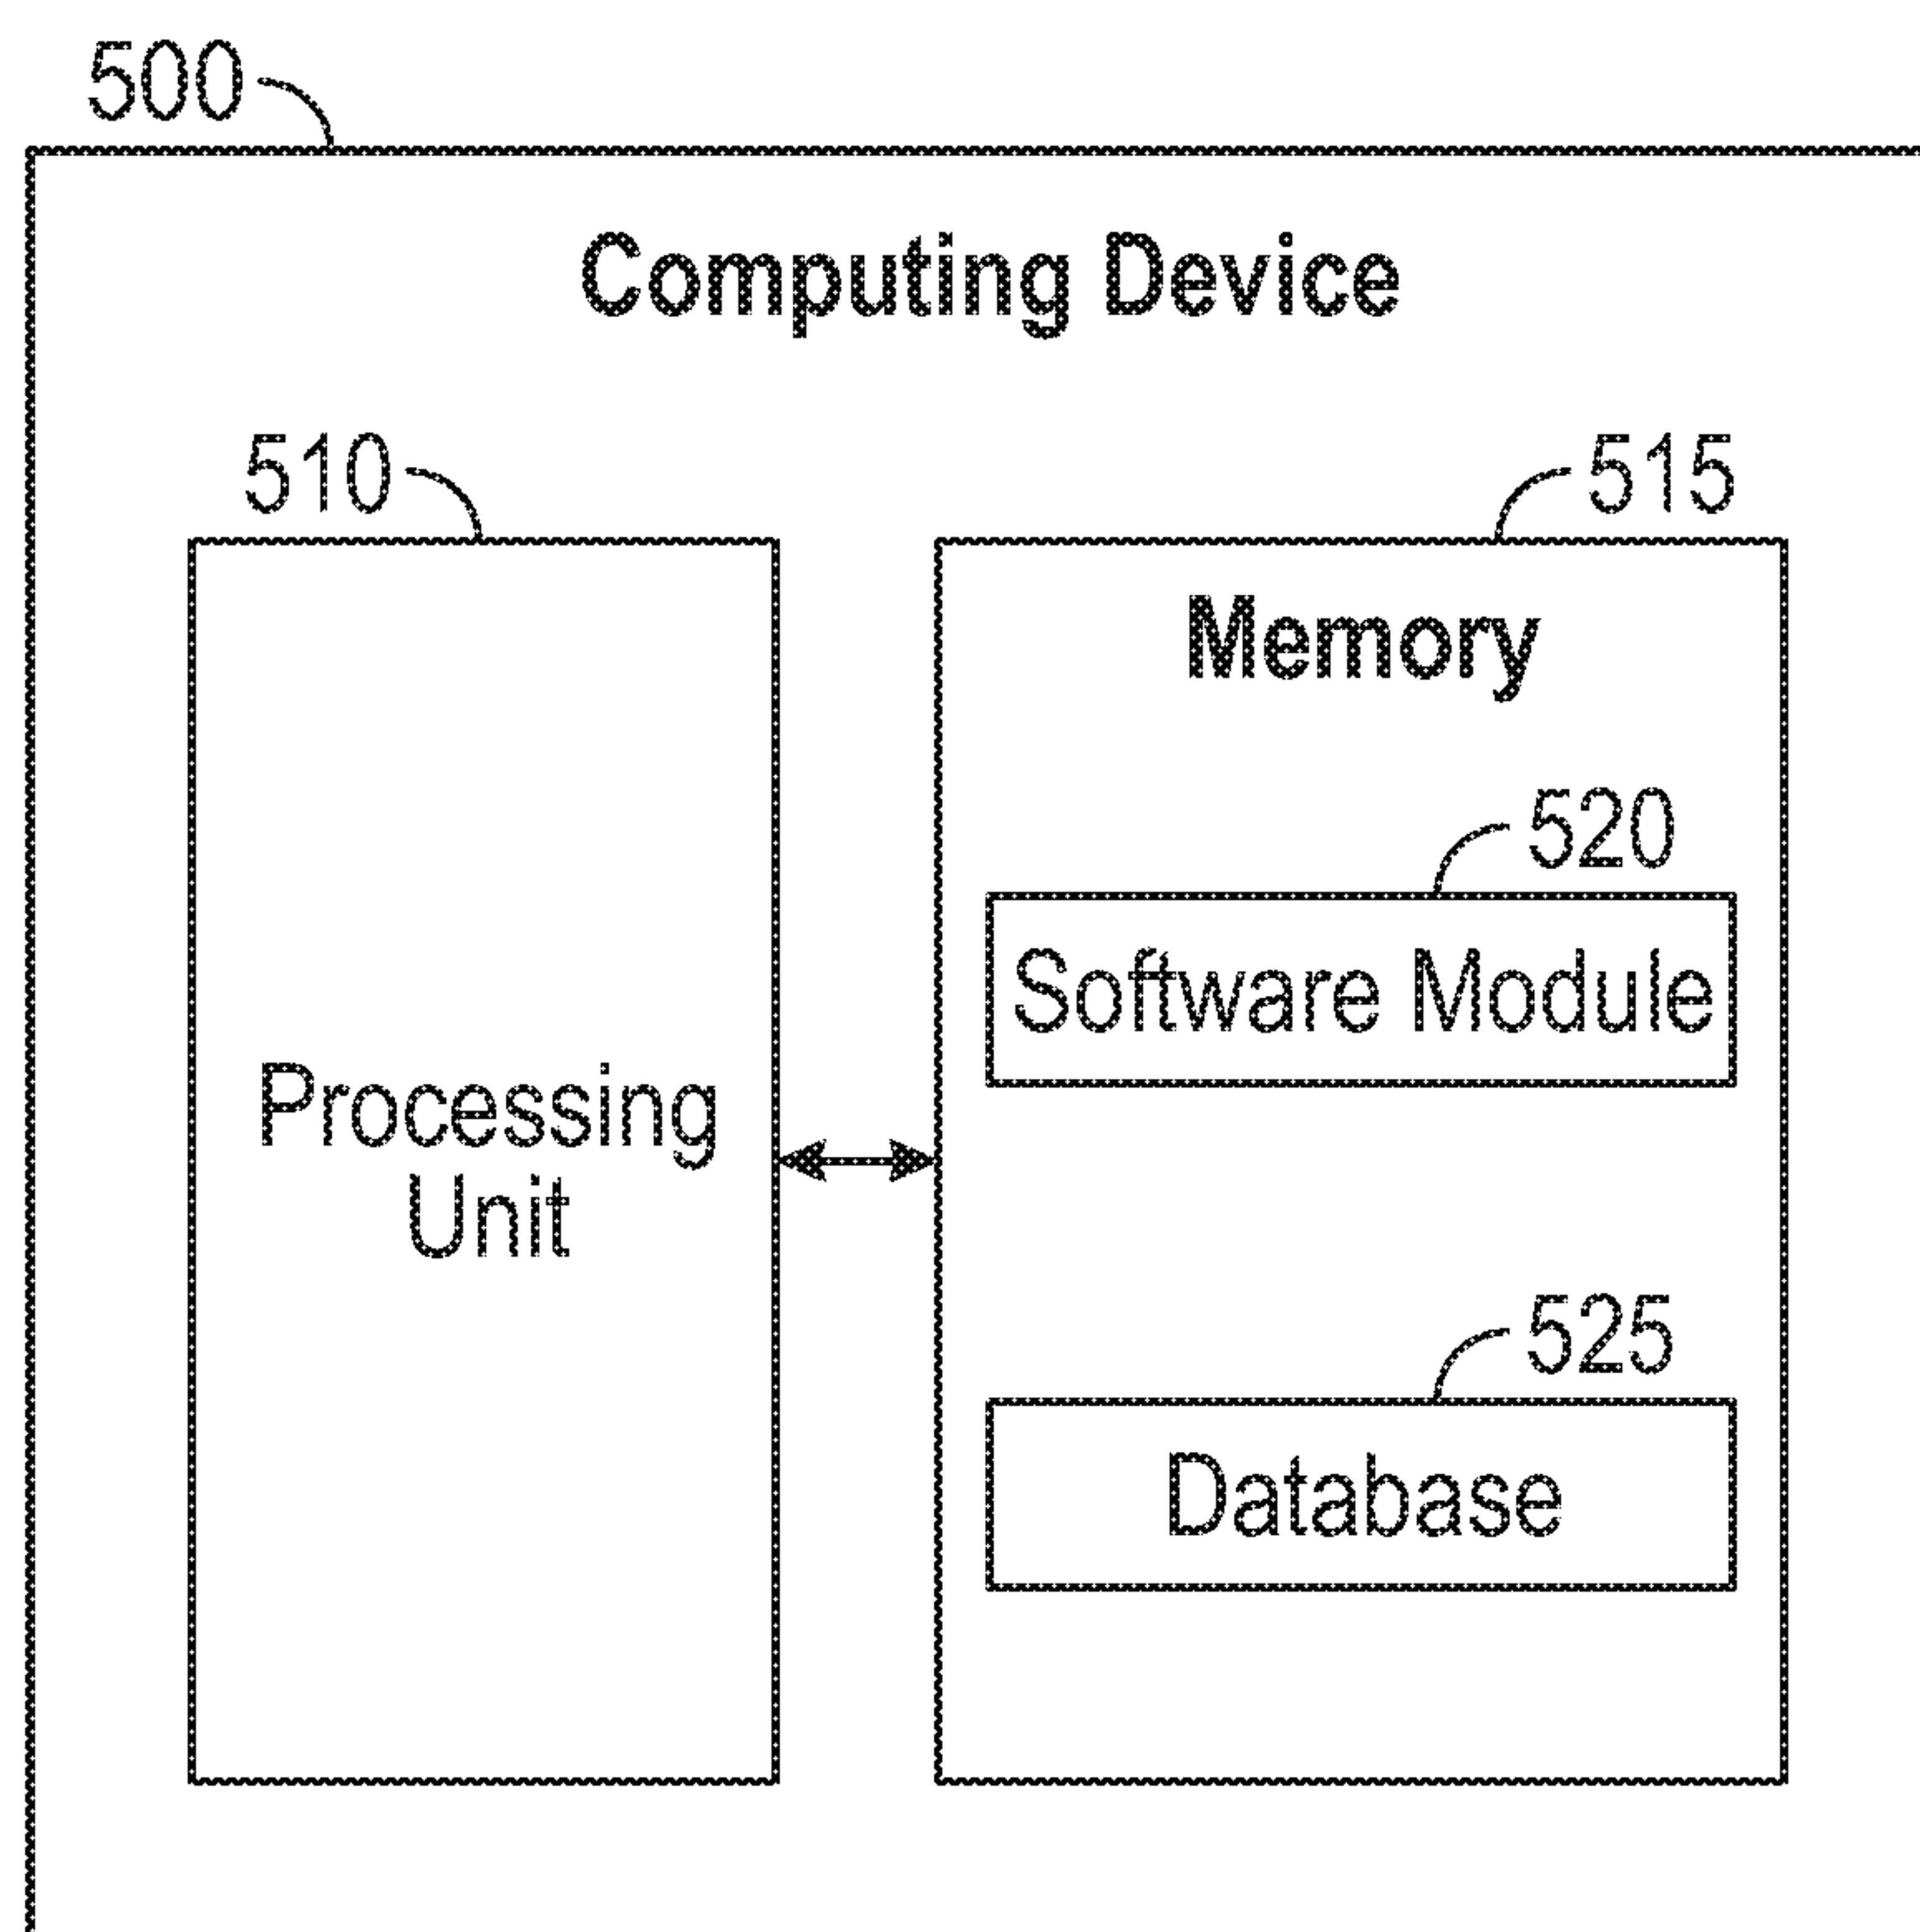 500
Computing Device
510
515
Memory
520
Software Module
Processing
Unit
525
Database